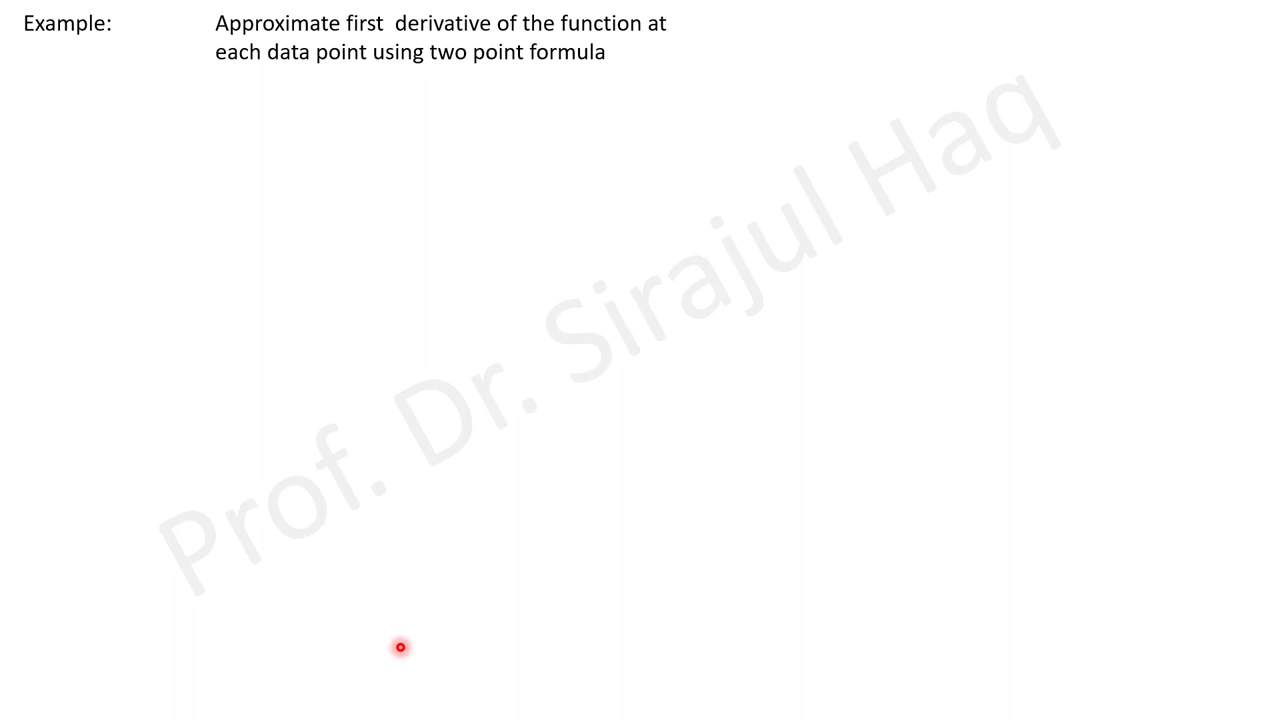 Example:
Approximate first derivative of the function at
each data point using two point formula
Prof. Dr. Sirajul Haq